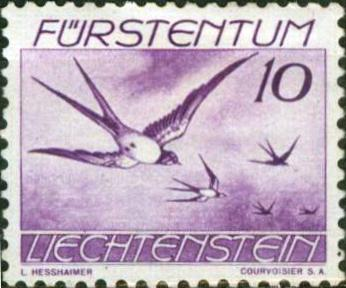 FÜRSTENTUM
10
LIECHTENSTEIN
L. HESSHAIMER COURVOISIER S.A.